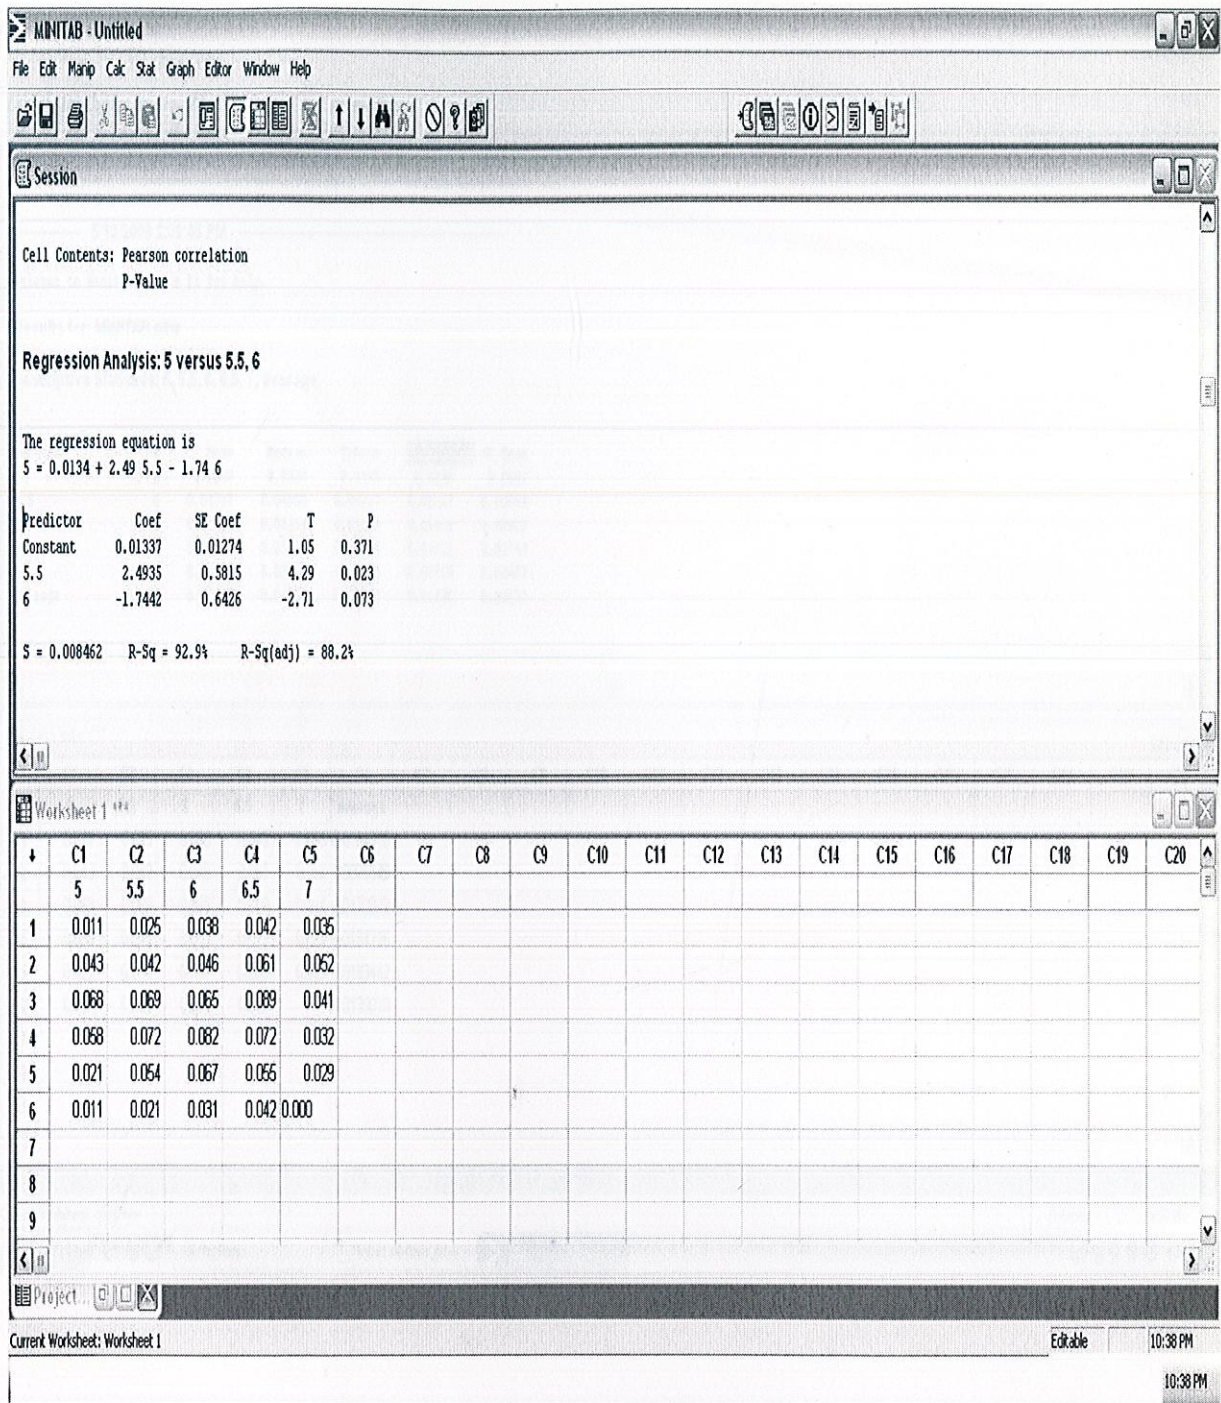 MINITAB - Untitled
File Edit Manip Calc Stat Graph Editor Window Help
Session
Cell Contents: Pearson correlation
P-Value
Regression Analysis: 5 versus 5.5, 6
The regression equation is
5 = 0.0134 + 2.49 5.5 - 1.74 6
Predictor Coef SE Coef T P
Constant 0.01337 0.01274 1.05 0.371
5.5 2.4935 0.5815 4.29 0.023
6 -1.7442 0.6426 -2.71 0.073
S = 0.008462 R-Sq = 92.9% R-Sq(adj) = 88.2%
Worksheet 1 ***
C1 C2 C3 C4 C5 C6 C7 C8 C9 C10 C11 C12 C13 C14 C15 C16 C17 C18 C19 C20
5 5.5 6 6.5 7
1 0.011 0.025 0.038 0.042 0.035
2 0.043 0.042 0.046 0.061 0.052
3 0.068 0.069 0.065 0.089 0.041
4 0.058 0.072 0.082 0.072 0.032
5 0.021 0.054 0.067 0.055 0.029
6 0.011 0.021 0.031 0.042 0.000
7
8
9
Project...
Current Worksheet: Worksheet 1 Editable 10:38 PM
10:38 PM